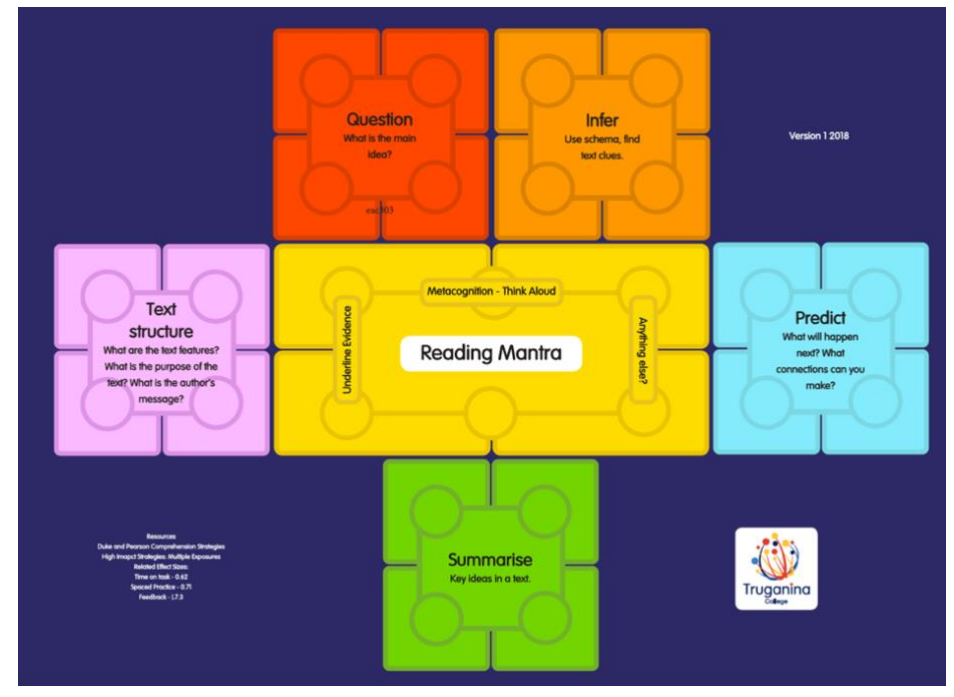 Question
What is the main
idea?
Infer
Use schema, find
text clues.
Version 1 2018
Text
structure
What are the text features?
What is the purpose of the
text? What is the author's
message?
Metacognition - Think Aloud
Underline Evidence
Reading Mantra
Anything else?
Predict
What will happen
next? What
connections can you
make?
Summarise
Key ideas in a text.
Resources
Duke and Pearson Comprehension Strategies
High Imapct Strategies: Multiple Exposures
Related Effect Sizes:
Time on task - 0.62
Spaced Practice - 0.71
Feedback -
Truganina
College